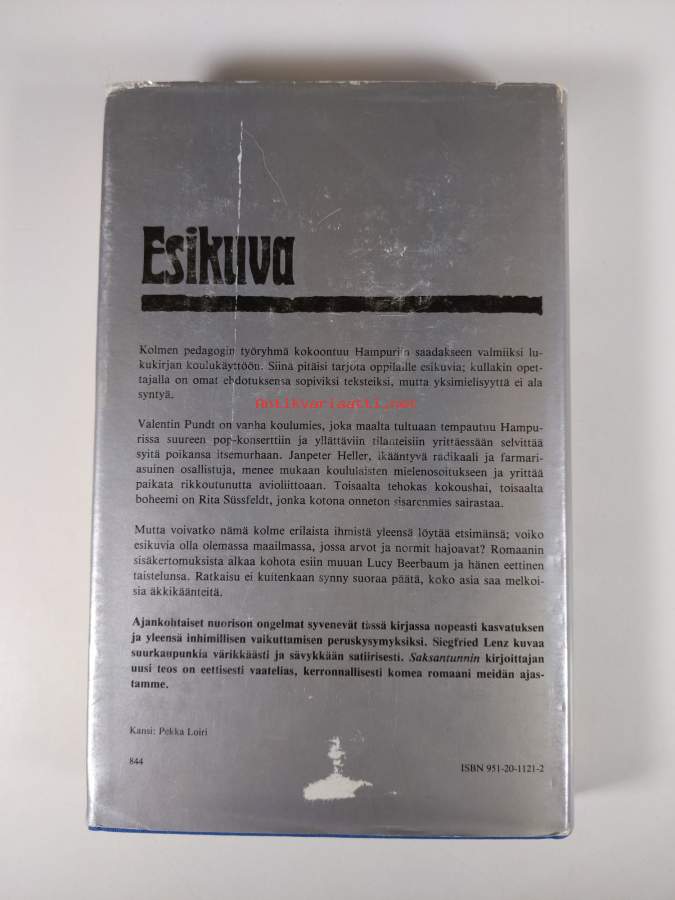 Esikuva
Kolmen pedagogin työryhmä kokoontuu Hampuriin saadakseen valmiiksi lu-
kukirjan koulukäyttöön. Siinä pitäisi tarjota oppilaille esikuvia; kullakin opet-
tajalla on omat ehdotuksensa sopiviksi teksteiksi, mutta yksimielisyyttä ei ala
syntyä.
Antikvariaatti.net
Valentin Pundt on vanha koulumies, joka maalta tultuaan tempautuu Hampu-
rissa suureen pop-konserttiin ja yllättäviin tilanteisiin yrittäessään selvittää
syitä poikansa itsemurhaan. Janpeter Heller, ikääntyvä radikaali ja farmari-
asuinen osallistuja, menee mukaan koululaisten mielenosoitukseen ja yrittää
paikata rikkoutunutta avioliittoaan. Toisaalta tehokas kokoushai, toisaalta
boheemi on Rita Süssfeldt, jonka kotona onneton sisarenmies sairastaa.
Mutta voivatko nämä kolme erilaista ihmistä yleensä löytää etsimänsä; voiko
esikuvia olla olemassa maailmassa, jossa arvot ja normit hajoavat? Romaanin
sisäkertomuksista alkaa kohota esiin muuan Lucy Beerbaum ja hänen eettinen
taistelunsa. Ratkaisu ei kuitenkaan synny suoraa päätä, koko asia saa melkoi-
sia äkkikäänteitä.
Ajankohtaiset nuorison ongelmat syvenevät tässä kirjassa nopeasti kasvatuksen
ja yleensä inhimillisen vaikuttamisen peruskysymyksiksi. Siegfried Lenz kuvaa
suurkaupunkia värikkäästi ja sävykkään satiirisesti. Saksantunnin kirjoittajan
uusi teos on eettisesti vaatelias, kerronnallisesti komea romaani meidän ajas-
tamme.
Kansi: Pekka Loiri
844
ISBN 951-20-1121-2